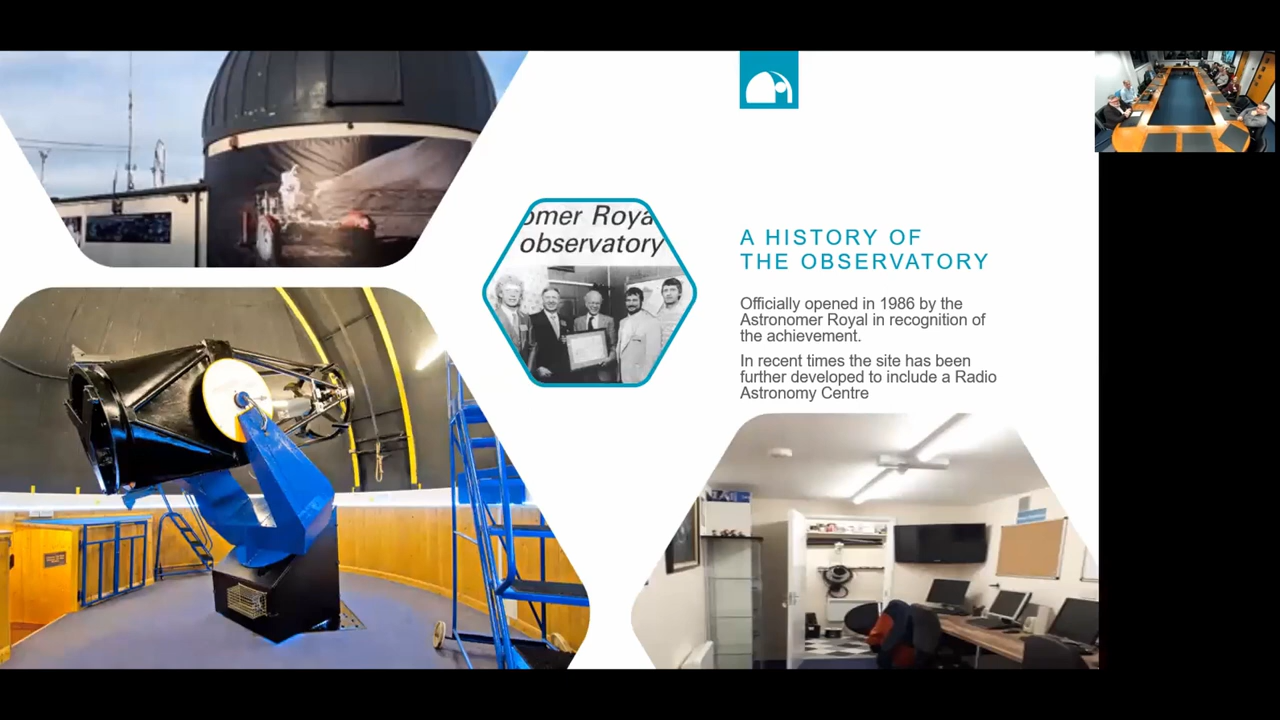 omer Roya
observatory
A HISTORY OF
THE OBSERVATORY
Officially opened in 1986 by the
Astronomer Royal in recognition of
the achievement.
In recent times the site has been
further developed to include a Radio
Astronomy Centre